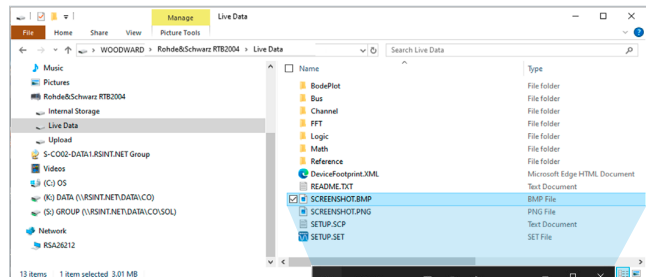 Manage
Live Data
File
Home
Share
View
Picture Tools
WOODWARD
Rohde&Schwarz RTB2004
Live Data
Search Live Data
Music
Pictures
Rohde&Schwarz RTB2004
Internal Storage
Live Data
Upload
S-CO02-DATA1.RSINT.NET Group
Videos
(C:) OS
(K:) DATA (\\RSINT.NET\DATA\CO)
(S:) GROUP (\\RSINT.NET\DATA\CO\SOL)
Network
RSA26212
Name Type
BodePlot File folder
Bus File folder
Channel File folder
FFT File folder
Logic File folder
Math File folder
Reference File folder
DeviceFootprint.XML Microsoft Edge HTML Document
README.TXT Text Document
SCREENSHOT.BMP BMP File
SCREENSHOT.PNG PNG File
SETUP.SCP Text Document
SETUP.SET SET File
13 items 1 item selected 3.01 MB